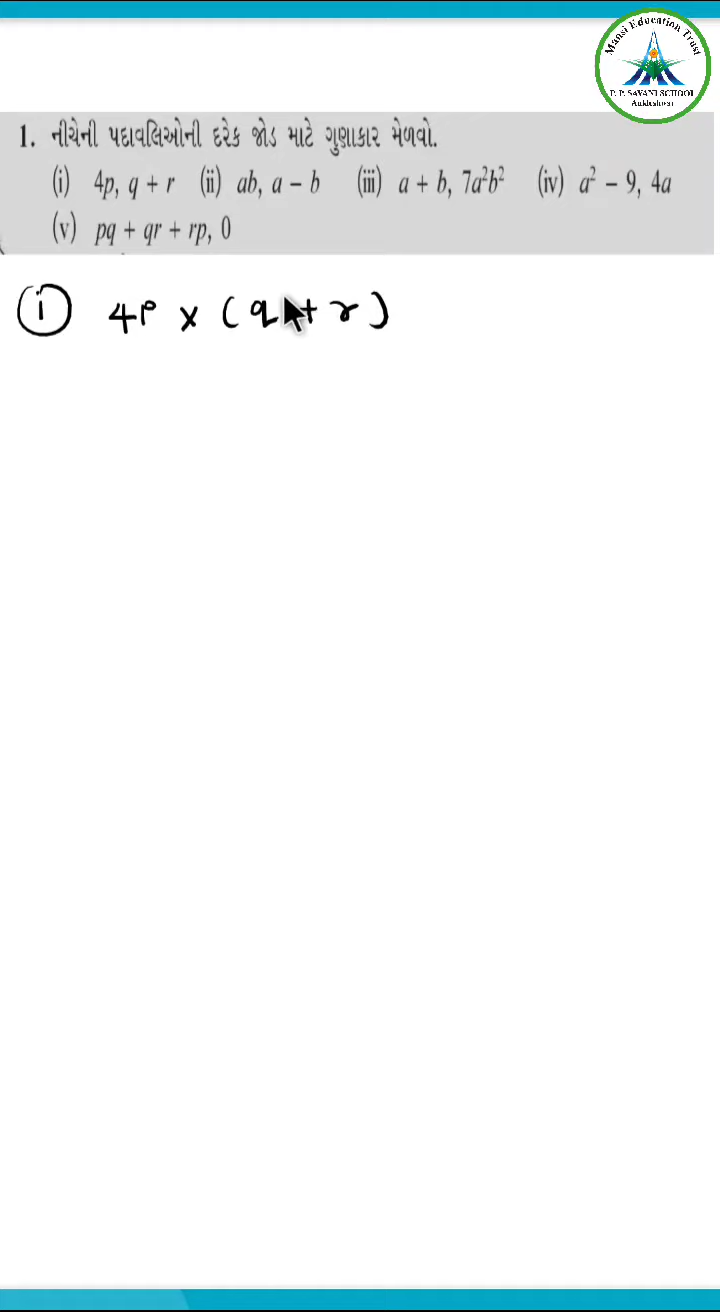 Mansi Education Trust
P. P. SAVANI SCHOOL
Ankleshwar
1. નીચેની પદાવલિઓની દરેક જોડ માટે ગુણાકાર મેળવો.
(i) 4p, q + r (ii) ab, a – b (iii) a + b, 7a²b² (iv) a² – 9, 4a
(v) pq + qr + rp, 0
(i) 4p × (q + r)